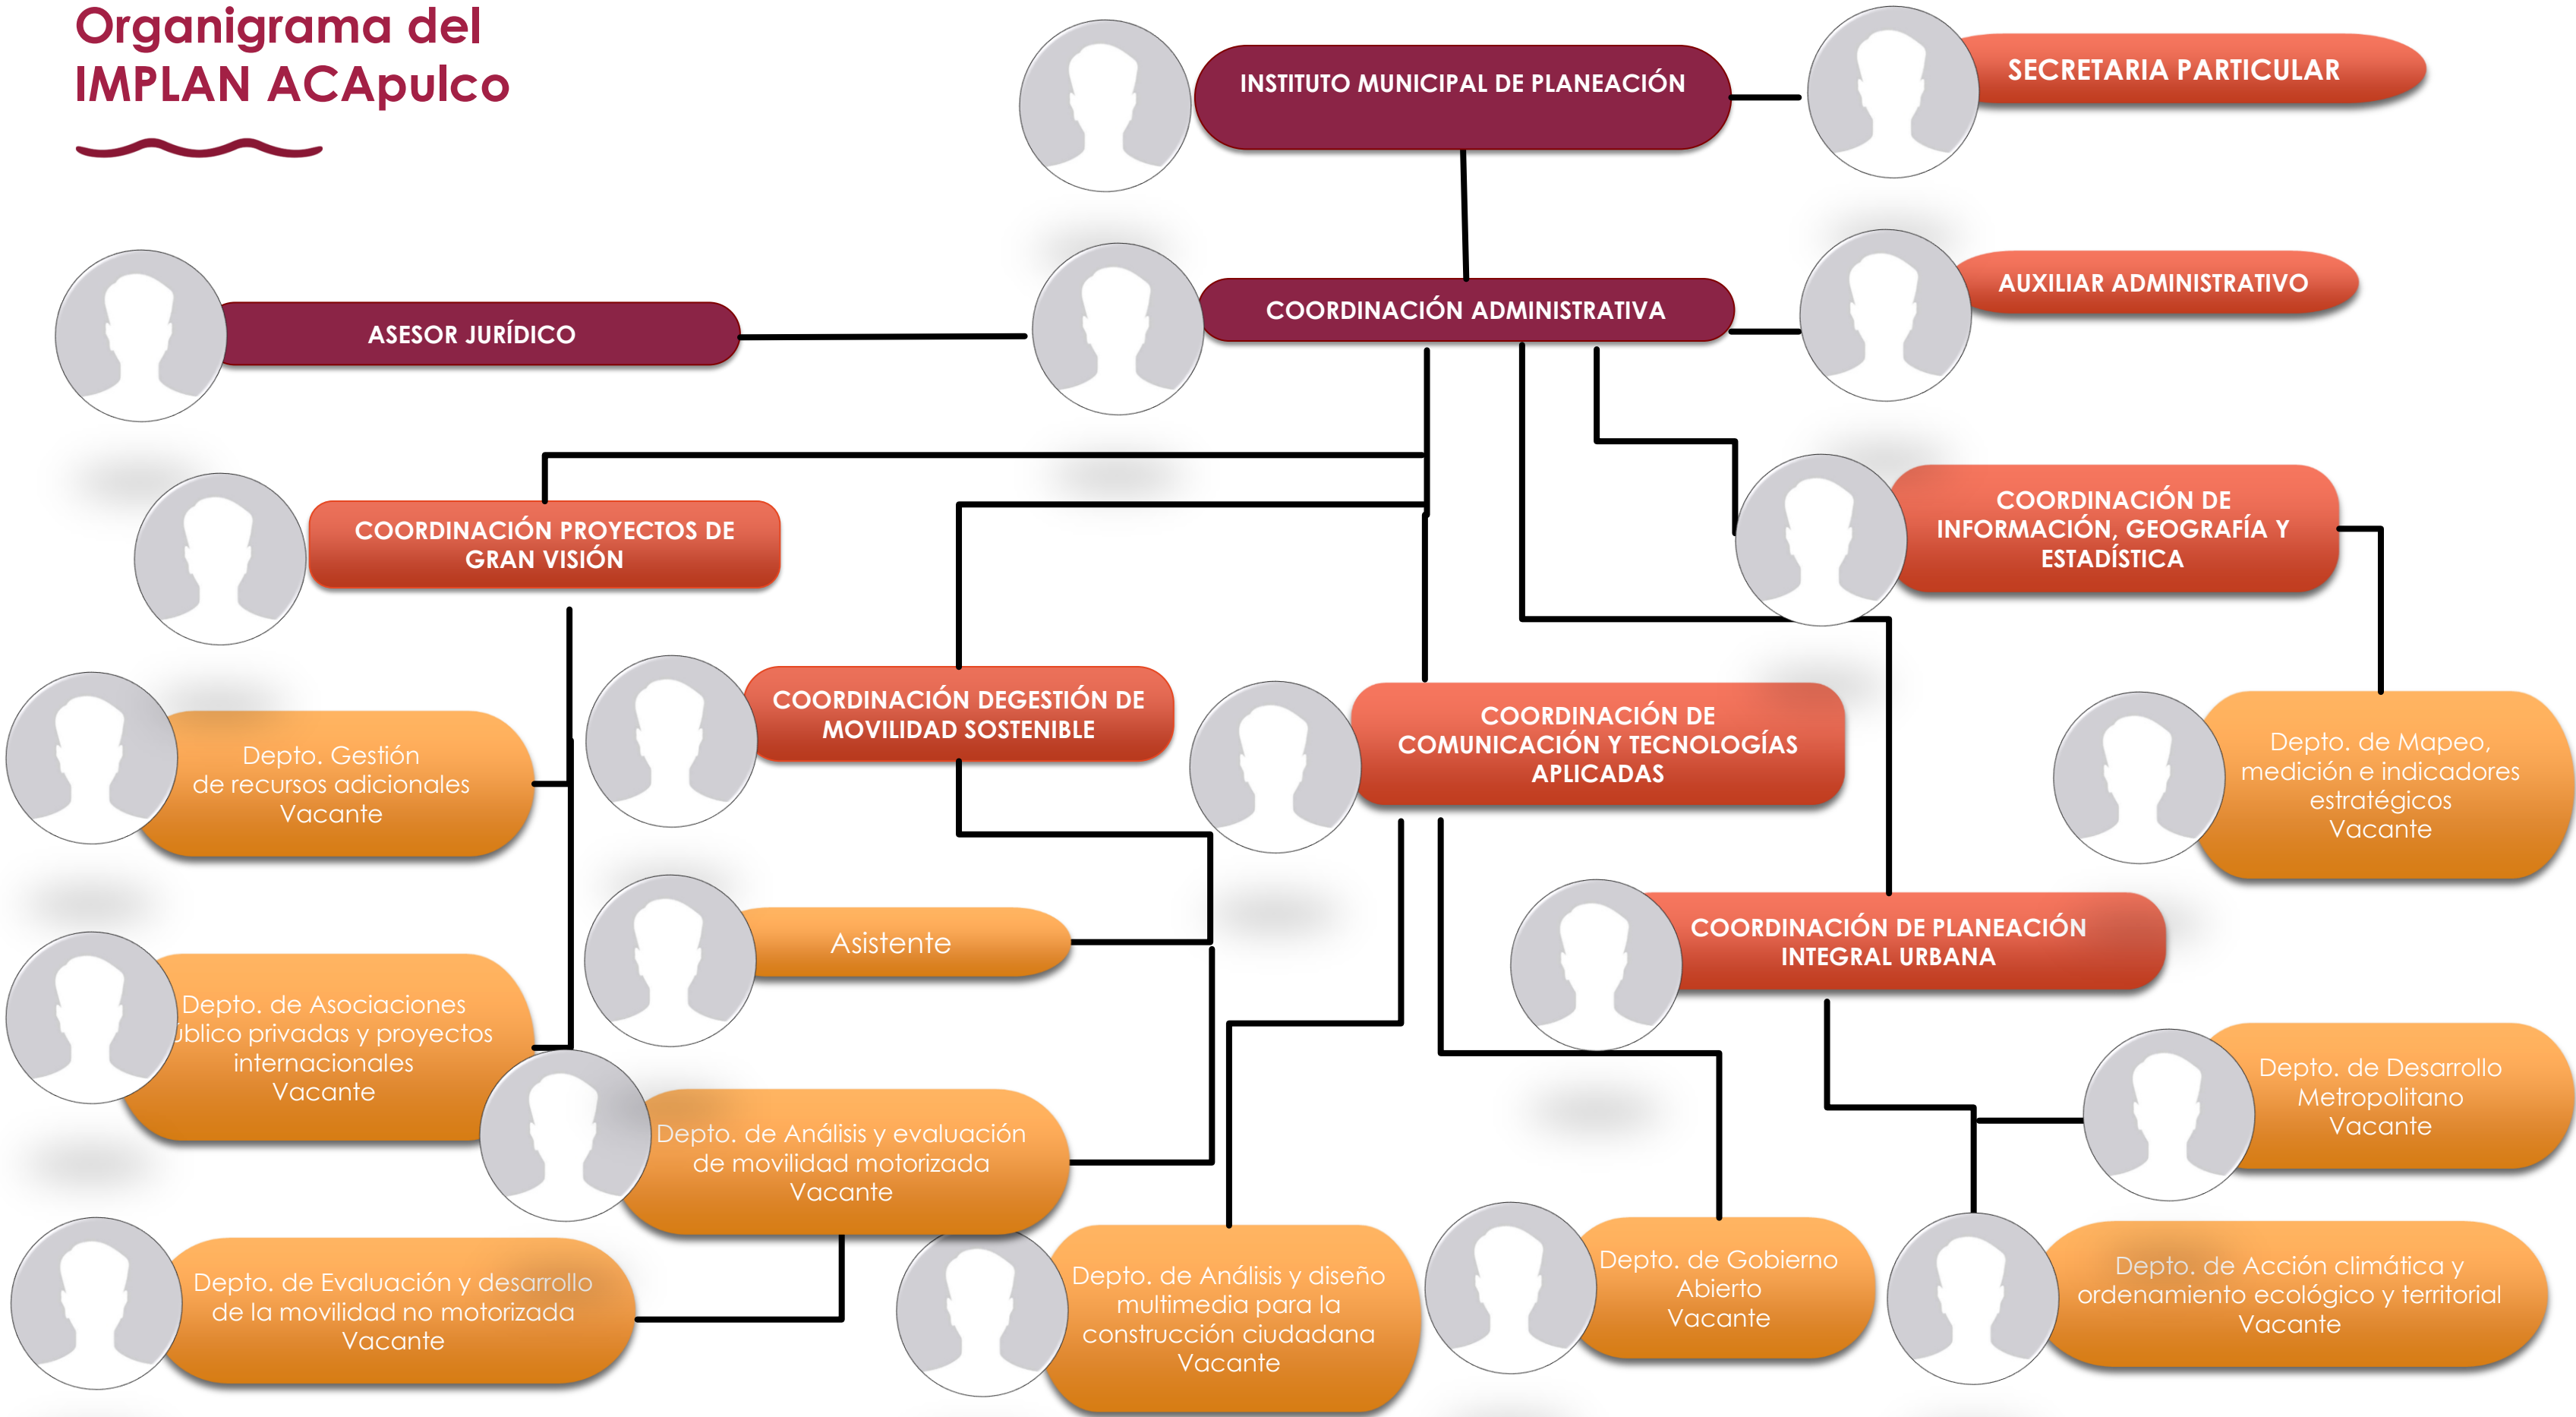 Organigrama del
IMPLAN ACApulco
INSTITUTO MUNICIPAL DE PLANEACIÓN
SECRETARIA PARTICULAR
ASESOR JURÍDICO
COORDINACIÓN ADMINISTRATIVA
AUXILIAR ADMINISTRATIVO
COORDINACIÓN PROYECTOS DE
GRAN VISIÓN
COORDINACIÓN DE
INFORMACIÓN, GEOGRAFÍA Y
ESTADÍSTICA
COORDINACIÓN DEGESTIÓN DE
MOVILIDAD SOSTENIBLE
COORDINACIÓN DE
COMUNICACIÓN Y TECNOLOGÍAS
APLICADAS
Depto. Gestión
de recursos adicionales
Vacante
Depto. de Mapeo,
medición e indicadores
estratégicos
Vacante
Asistente
COORDINACIÓN DE PLANEACIÓN
INTEGRAL URBANA
Depto. de Asociaciones
úblico privadas y proyectos
internacionales
Vacante
Depto. de Desarrollo
Metropolitano
Vacante
Depto. de Análisis y evaluación
de movilidad motorizada
Vacante
Depto. de Evaluación y desarrollo
de la movilidad no motorizada
Vacante
Depto. de Análisis y diseño
multimedia para la
construcción ciudadana
Vacante
Depto. de Gobierno
Abierto
Vacante
Depto. de Acción climática y
ordenamiento ecológico y territorial
Vacante